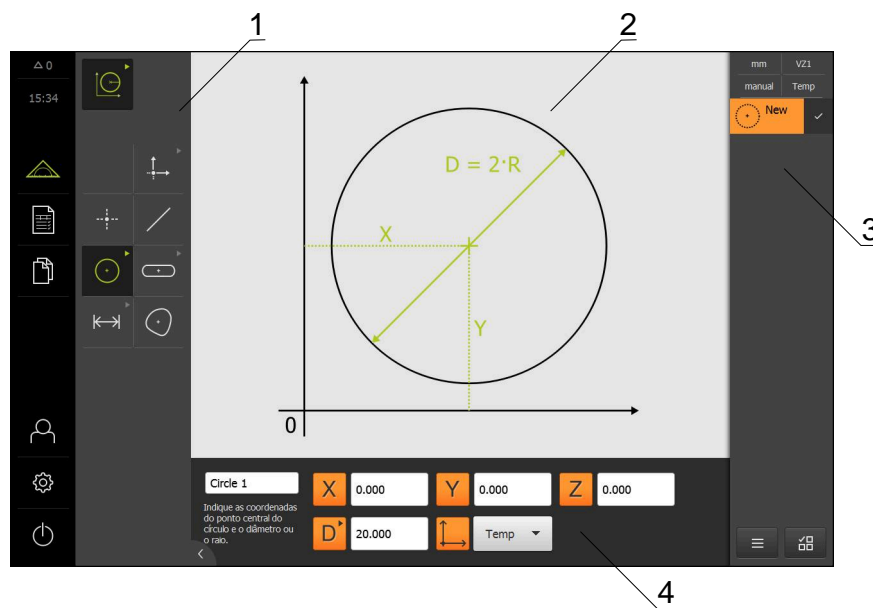 1
2
△ 0
15:34
mm
VZ1
manual
Temp
New
3
D = 2·R
X
Y
0
Circle 1
Indique as coordenadas
do ponto central do
círculo e o diâmetro ou
o raio.
X
0.000
Y
0.000
Z
0.000
D
20.000
Temp
4